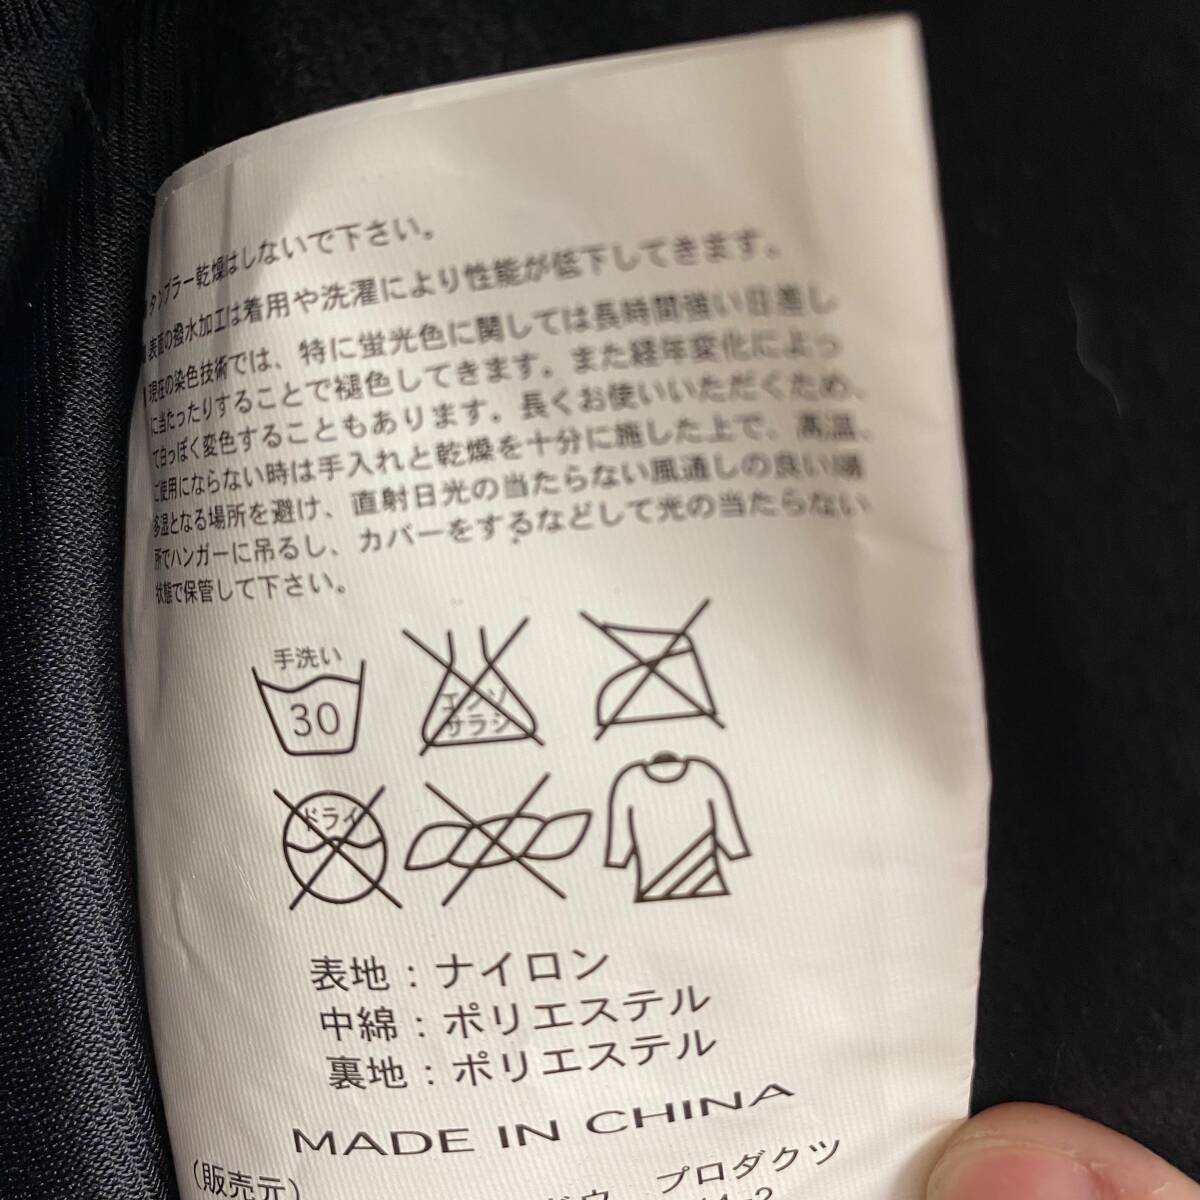 タンブラー乾燥はしないで下さい。
表面の撥水加工は着用や洗濯により性能が低下してきます。
現在の染色技術では、特に蛍光色に関しては長時間強い日差し
に当たったりすることで褪色してきます。また経年変化によっ
て白っぽく変色することもあります。長くお使いいただくため、
ご使用にならない時は手入れと乾燥を十分に施した上で、高温、
多湿となる場所を避け、直射日光の当たらない風通しの良い場
所でハンガーに吊るし、カバーをするなどして光の当たらない
状態で保管して下さい。
手洗い
30
エンソ
サラシ
ドライ
表地：ナイロン
中綿：ポリエステル
裏地：ポリエステル
MADE IN CHINA
(販売元)
プロダクツ